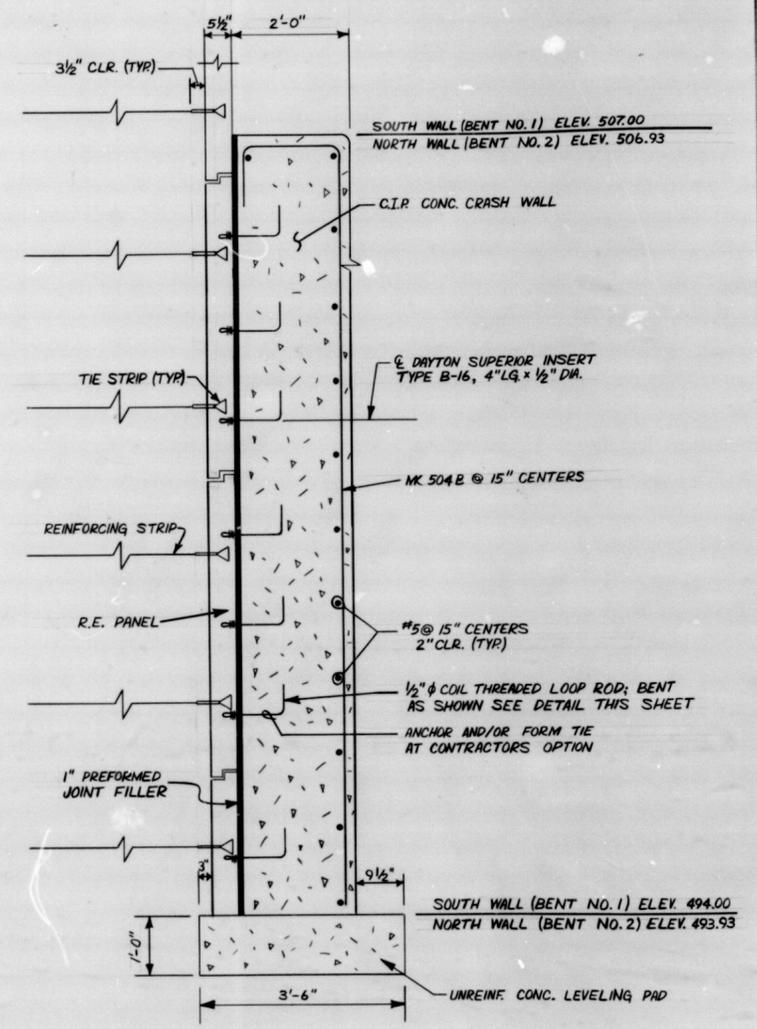 5½" 2'-0"
3½" CLR. (TYP.)
SOUTH WALL (BENT NO. 1) ELEV. 507.00
NORTH WALL (BENT NO. 2) ELEV. 506.93
C.I.P. CONC. CRASH WALL
℄ DAYTON SUPERIOR INSERT
TYPE B-16, 4" LG. × ½" DIA.
TIE STRIP (TYP.)
MK 504 B @ 15" CENTERS
REINFORCING STRIP
R.E. PANEL
#5 @ 15" CENTERS
2" CLR. (TYP.)
½" ϕ COIL THREADED LOOP ROD; BENT
AS SHOWN SEE DETAIL THIS SHEET
ANCHOR AND/OR FORM TIE
AT CONTRACTORS OPTION
1" PREFORMED
JOINT FILLER
3"
9½"
SOUTH WALL (BENT NO. 1) ELEV. 494.00
NORTH WALL (BENT NO. 2) ELEV. 493.93
1'-0"
3'-6"
UNREINF. CONC. LEVELING PAD